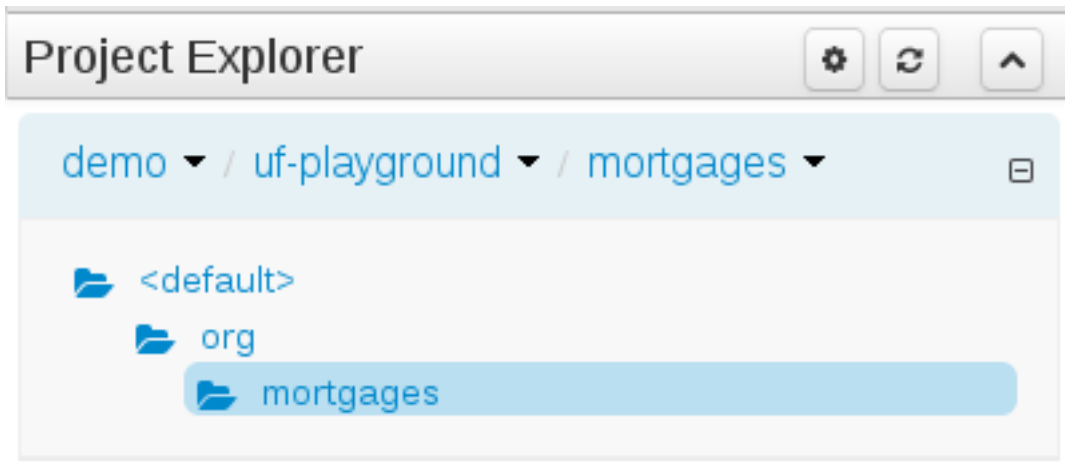 Project Explorer
demo / uf-playground / mortgages
<default>
org
mortgages